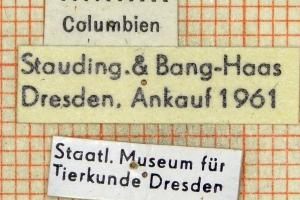 Columbien
Stauding.& Bang-Haas
Dresden. Ankauf 1961
Staatl. Museum für
Tierkunde Dresden